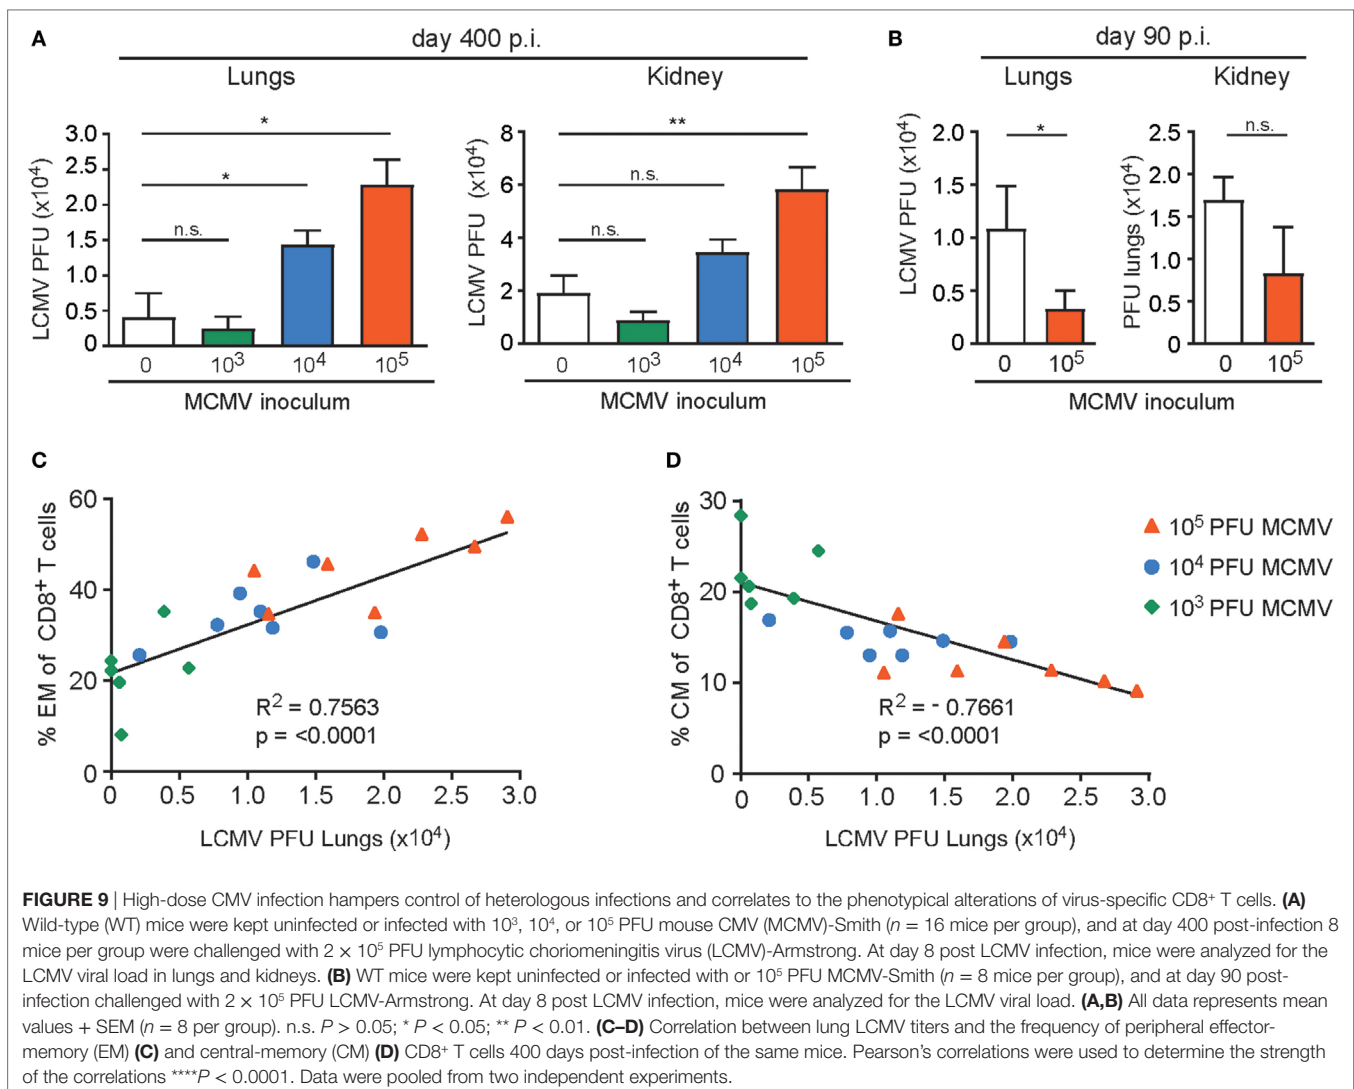 A
day 400 p.i.
Lungs
Kidney
LCMV PFU (x10⁴)
3.0
2.5
2.0
1.5
1.0
0.5
0
*
*
n.s.
0
10³
10⁴
10⁵
MCMV inoculum
LCMV PFU (x10⁴)
8
6
4
2
0
**
n.s.
n.s.
0
10³
10⁴
10⁵
MCMV inoculum
B
day 90 p.i.
Lungs
Kidney
LCMV PFU (x10⁴)
2.0
1.5
1.0
0.5
0
*
0
10⁵
PFU lungs (x10⁴)
2.5
2.0
1.5
1.0
0.5
0
n.s.
0
10⁵
MCMV inoculum
C
% EM of CD8⁺ T cells
60
40
20
0
R² = 0.7563
p = <0.0001
0
0.5
1.0
1.5
2.0
2.5
3.0
LCMV PFU Lungs (x10⁴)
D
% CM of CD8⁺ T cells
30
20
10
0
R² = - 0.7661
p = <0.0001
0
0.5
1.0
1.5
2.0
2.5
3.0
LCMV PFU Lungs (x10⁴)
10⁵ PFU MCMV
10⁴ PFU MCMV
10³ PFU MCMV
FIGURE 9 | High-dose CMV infection hampers control of heterologous infections and correlates to the phenotypical alterations of virus-specific CD8⁺ T cells. (A)
Wild-type (WT) mice were kept uninfected or infected with 10³, 10⁴, or 10⁵ PFU mouse CMV (MCMV)-Smith (n = 16 mice per group), and at day 400 post-infection 8
mice per group were challenged with 2 × 10⁵ PFU lymphocytic choriomeningitis virus (LCMV)-Armstrong. At day 8 post LCMV infection, mice were analyzed for the
LCMV viral load in lungs and kidneys. (B) WT mice were kept uninfected or infected with or 10⁵ PFU MCMV-Smith (n = 8 mice per group), and at day 90 post-
infection challenged with 2 × 10⁵ PFU LCMV-Armstrong. At day 8 post LCMV infection, mice were analyzed for the LCMV viral load. (A,B) All data represents mean
values + SEM (n = 8 per group). n.s. P > 0.05; * P < 0.05; ** P < 0.01. (C–D) Correlation between lung LCMV titers and the frequency of peripheral effector-
memory (EM) (C) and central-memory (CM) (D) CD8⁺ T cells 400 days post-infection of the same mice. Pearson's correlations were used to determine the strength
of the correlations ****P < 0.0001. Data were pooled from two independent experiments.